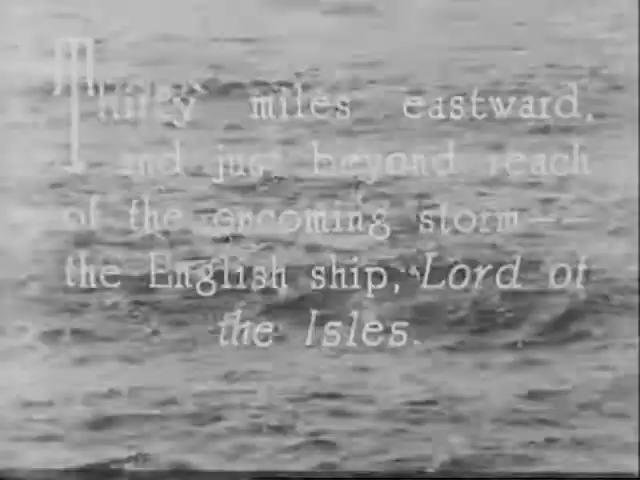 Thirty miles eastward,
and just beyond reach
of the oncoming storm--
the English ship, "Lord of
the Isles.